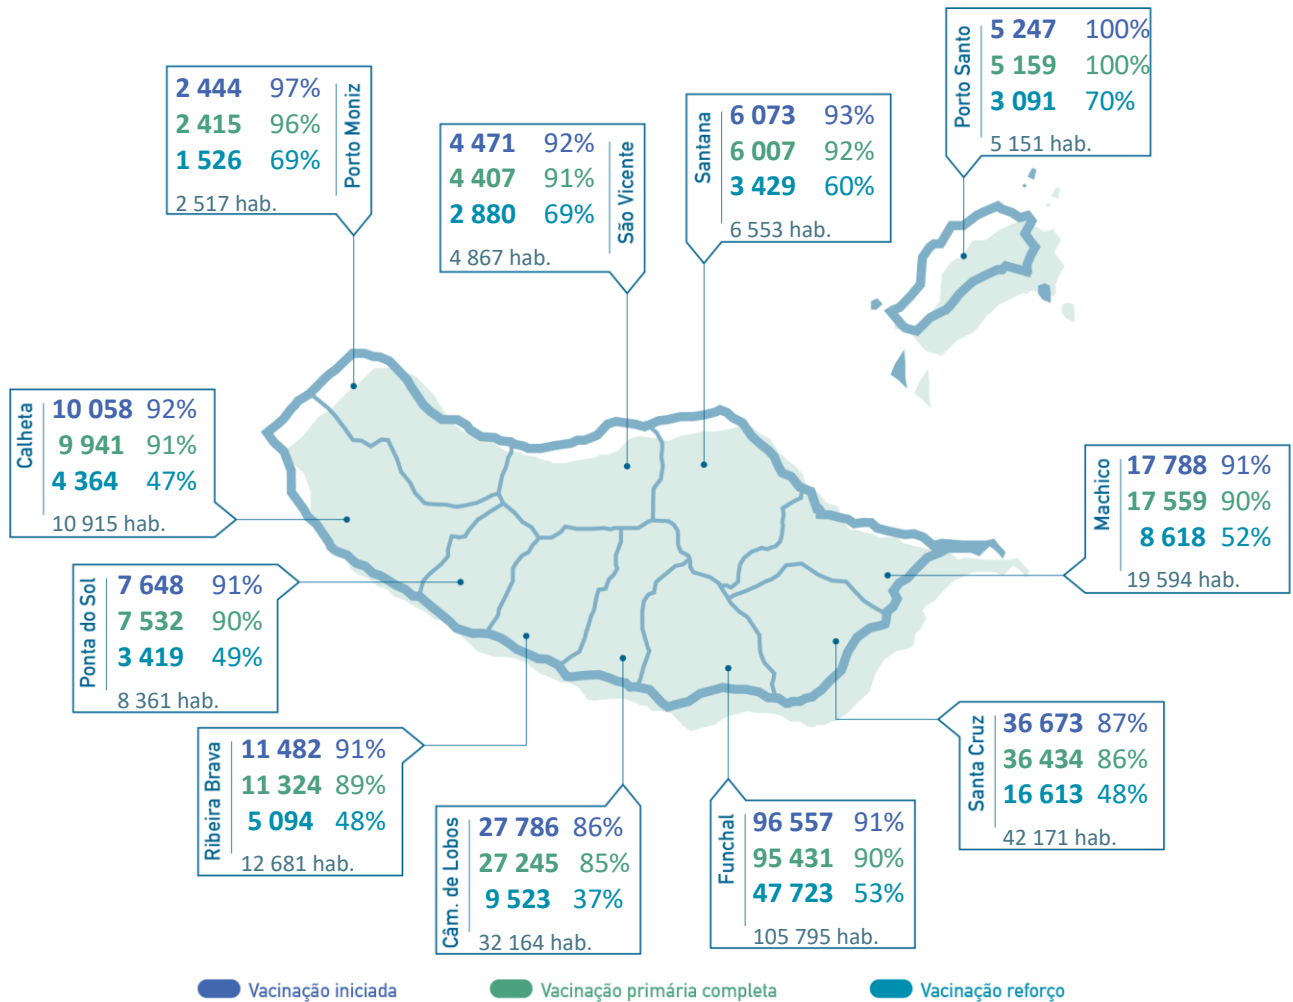 Porto Santo
5 247 100%
5 159 100%
3 091 70%
5 151 hab.
2 444 97%
2 415 96%
1 526 69%
2 517 hab.
Porto Moniz
4 471 92%
4 407 91%
2 880 69%
4 867 hab.
São Vicente
Santana
6 073 93%
6 007 92%
3 429 60%
6 553 hab.
Calheta
10 058 92%
9 941 91%
4 364 47%
10 915 hab.
Machico
17 788 91%
17 559 90%
8 618 52%
19 594 hab.
Ponta do Sol
7 648 91%
7 532 90%
3 419 49%
8 361 hab.
Ribeira Brava
11 482 91%
11 324 89%
5 094 48%
12 681 hab.
Câm. de Lobos
27 786 86%
27 245 85%
9 523 37%
32 164 hab.
Funchal
96 557 91%
95 431 90%
47 723 53%
105 795 hab.
Santa Cruz
36 673 87%
36 434 86%
16 613 48%
42 171 hab.
Vacinação iniciada
Vacinação primária completa
Vacinação reforço